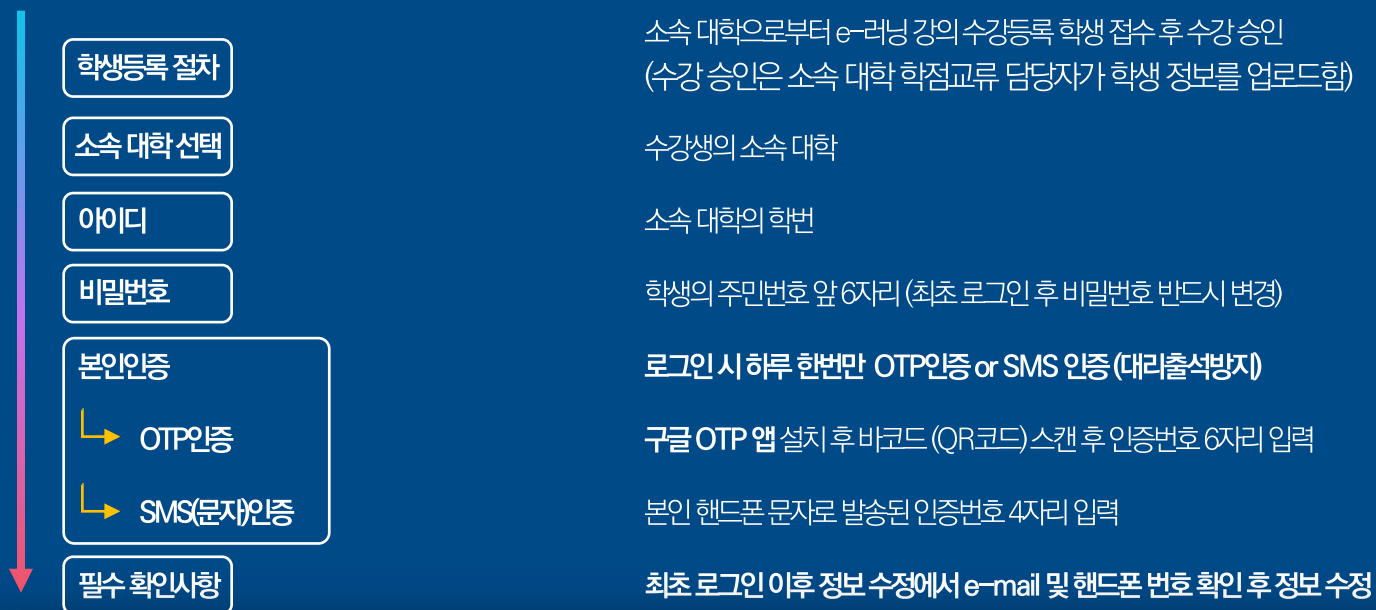 학생등록 절차
소속 대학으로부터 e-러닝 강의 수강등록 학생 접수 후 수강 승인
(수강 승인은 소속 대학 학점교류 담당자가 학생 정보를 업로드함)
소속 대학 선택
수강생의 소속 대학
아이디
소속 대학의 학번
비밀번호
학생의 주민번호 앞 6자리 (최초 로그인 후 비밀번호 반드시 변경)
본인인증
로그인 시 하루 한번만 OTP인증 or SMS 인증 (대리출석방지)
OTP인증
구글 OTP 앱 설치 후 바코드 (QR코드) 스캔 후 인증번호 6자리 입력
SMS(문자)인증
본인 핸드폰 문자로 발송된 인증번호 4자리 입력
필수 확인사항
최초 로그인 이후 정보 수정에서 e-mail 및 핸드폰 번호 확인 후 정보 수정